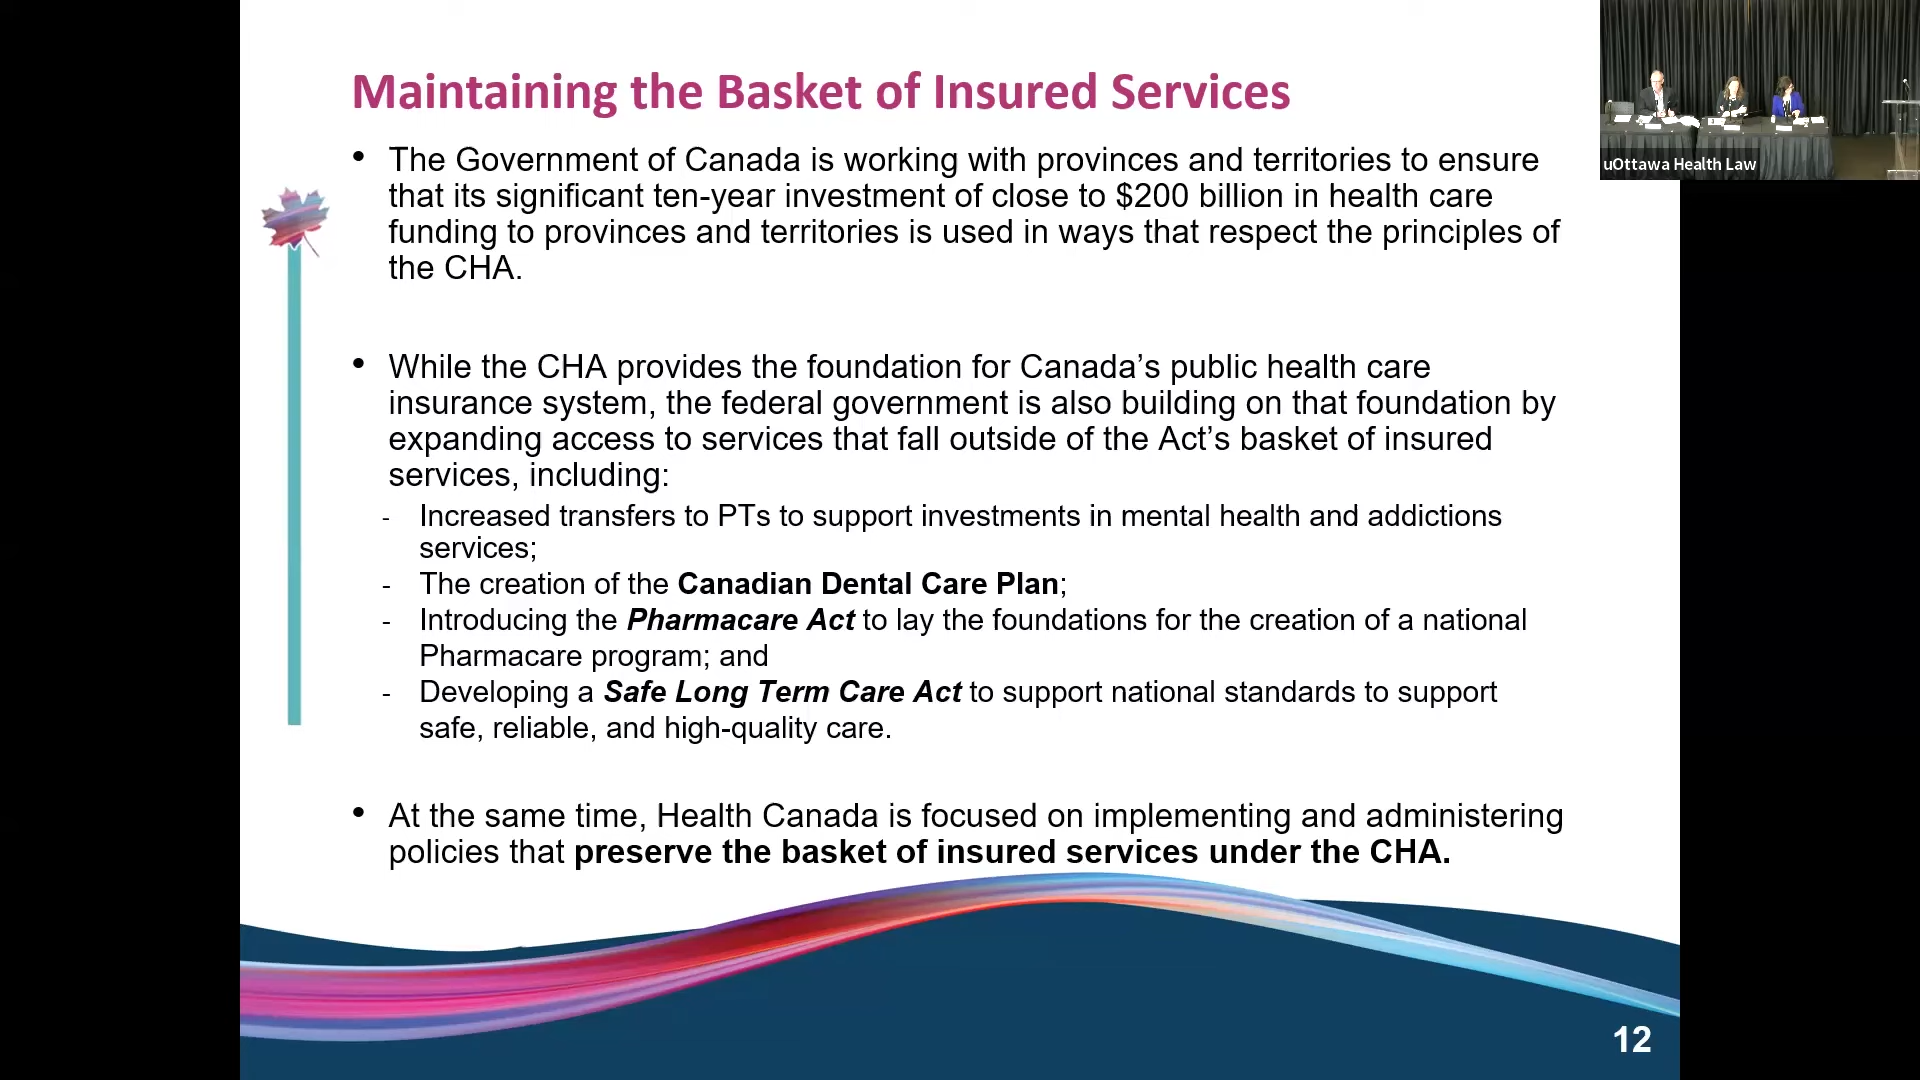 Maintaining the Basket of Insured Services
• The Government of Canada is working with provinces and territories to ensure
that its significant ten-year investment of close to $200 billion in health care
funding to provinces and territories is used in ways that respect the principles of
the CHA.
• While the CHA provides the foundation for Canada’s public health care
insurance system, the federal government is also building on that foundation by
expanding access to services that fall outside of the Act’s basket of insured
services, including:
- Increased transfers to PTs to support investments in mental health and addictions
services;
- The creation of the Canadian Dental Care Plan;
- Introducing the Pharmacare Act to lay the foundations for the creation of a national
Pharmacare program; and
- Developing a Safe Long Term Care Act to support national standards to support
safe, reliable, and high-quality care.
• At the same time, Health Canada is focused on implementing and administering
policies that preserve the basket of insured services under the CHA.
12
uOttawa Health Law